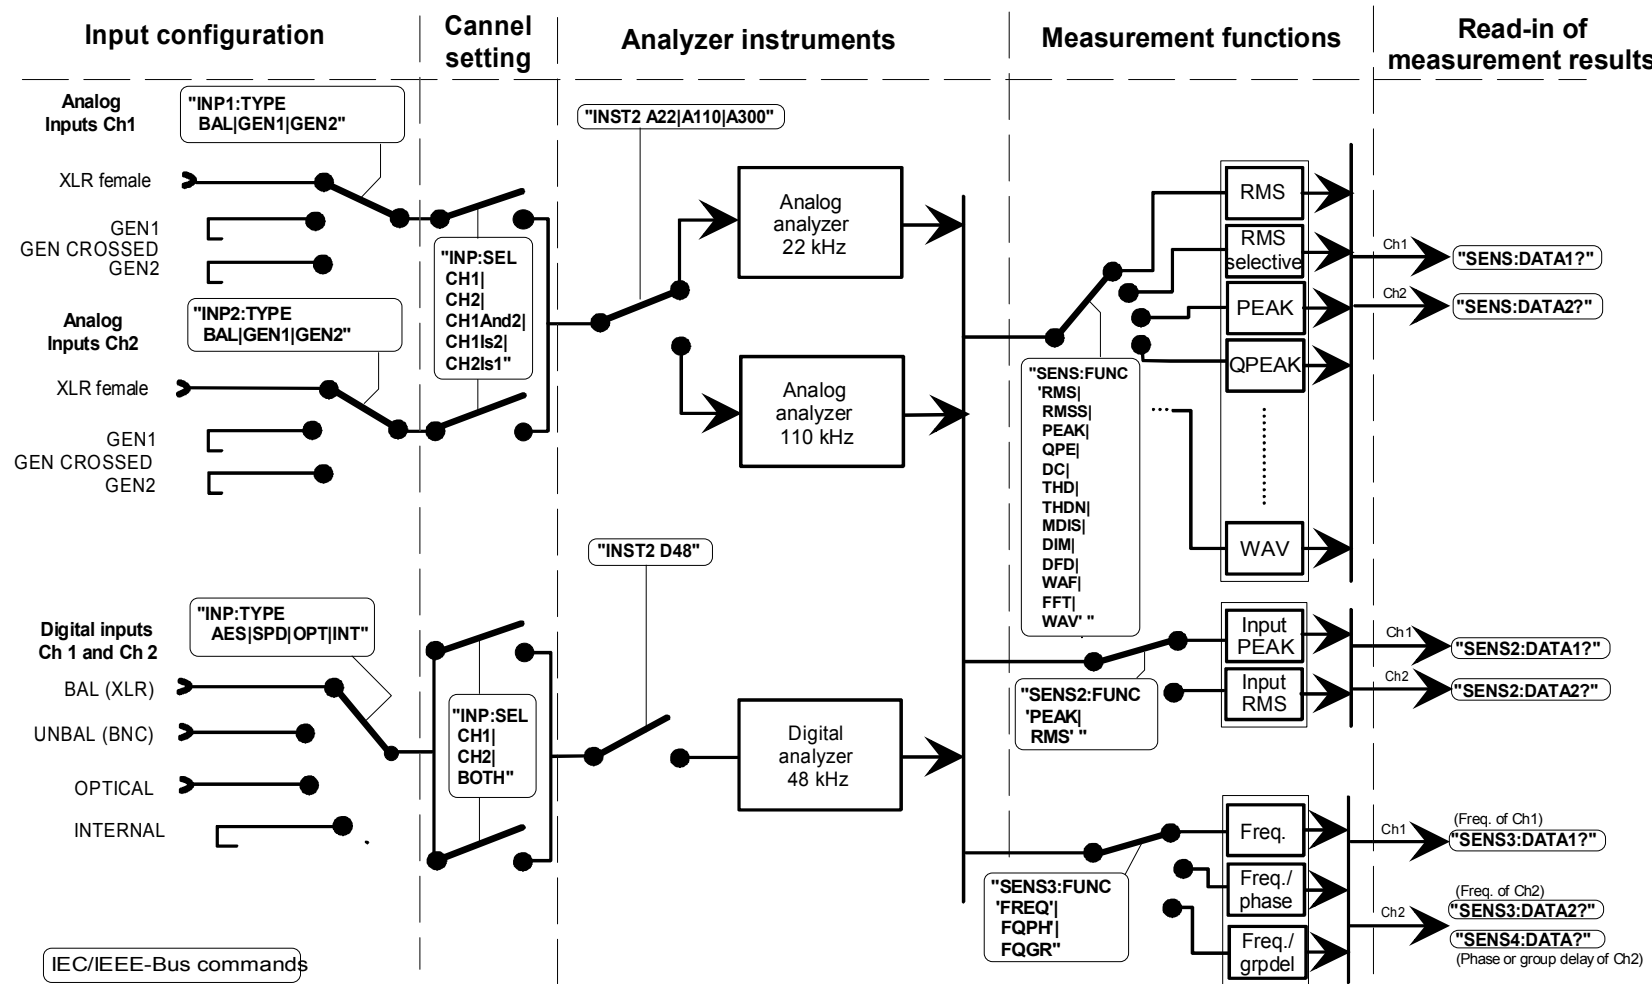 Input configuration
Cannel
setting
Analyzer instruments
Measurement functions
Read-in of
measurement results
Analog
Inputs Ch1
"INP1:TYPE
BAL|GEN1|GEN2"
XLR female
GEN1
GEN CROSSED
GEN2
Analog
Inputs Ch2
"INP2:TYPE
BAL|GEN1|GEN2"
XLR female
GEN1
GEN CROSSED
GEN2
Digital inputs
Ch 1 and Ch 2
"INP:TYPE
AES|SPD|OPT|INT"
BAL (XLR)
UNBAL (BNC)
OPTICAL
INTERNAL
IEC/IEEE-Bus commands
"INP:SEL
CH1|
CH2|
CH1And2|
CH1Is2|
CH2Is1"
"INP:SEL
CH1|
CH2|
BOTH"
"INST2 A22|A110|A300"
Analog
analyzer
22 kHz
Analog
analyzer
110 kHz
"INST2 D48"
Digital
analyzer
48 kHz
"SENS:FUNC
'RMS|
RMSS|
PEAK|
QPE|
DC|
THD|
THDN|
MDIS|
DIM|
DFD|
WAF|
FFT|
WAV' "
RMS
RMS
selective
PEAK
QPEAK
WAV
"SENS2:FUNC
'PEAK|
RMS' "
Input
PEAK
Input
RMS
"SENS3:FUNC
'FREQ'|
FQPH'|
FQGR"
Freq.
Freq./
phase
Freq./
grpdel
Ch1
"SENS:DATA1?"
Ch2
"SENS:DATA2?"
Ch1
"SENS2:DATA1?"
Ch2
"SENS2:DATA2?"
Ch1
(Freq. of Ch1)
"SENS3:DATA1?"
Ch2
(Freq. of Ch2)
"SENS3:DATA2?"
"SENS4:DATA?"
(Phase or group delay of Ch2)